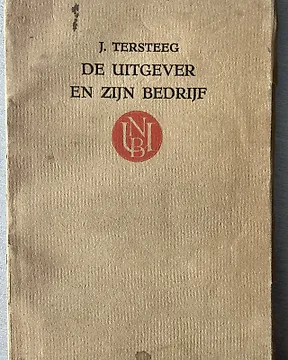 J. TERSTEEG
DE UITGEVER
EN ZIJN BEDRIJF